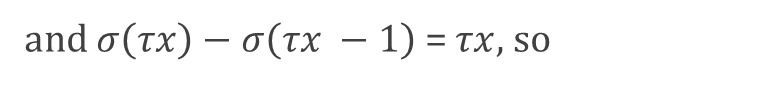 and 𝜎(𝜏𝑥) − 𝜎(𝜏𝑥 − 1) = 𝜏𝑥, so